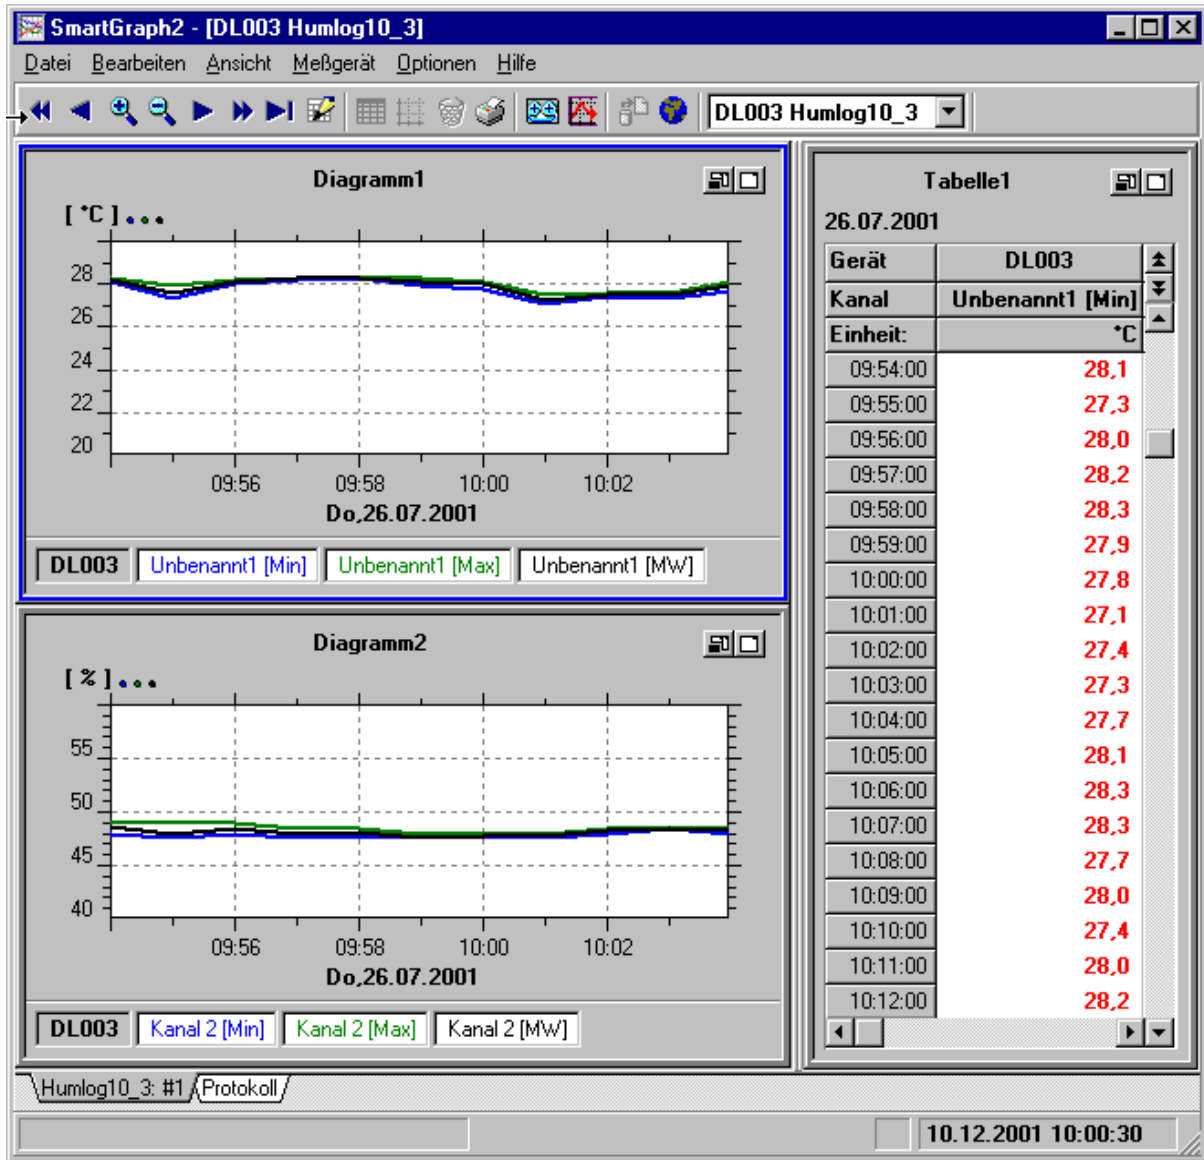 SmartGraph2 - [DL003 Humlog10_3]
Datei Bearbeiten Ansicht Meßgerät Optionen Hilfe
DL003 Humlog10_3
Diagramm1
[ °C ]
28
26
24
22
20
09:56 09:58 10:00 10:02
Do,26.07.2001
DL003 Unbenannt1 [Min] Unbenannt1 [Max] Unbenannt1 [MW]
Diagramm2
[ % ]
55
50
45
40
09:56 09:58 10:00 10:02
Do,26.07.2001
DL003 Kanal 2 [Min] Kanal 2 [Max] Kanal 2 [MW]
Tabelle1
26.07.2001
Gerät DL003
Kanal Unbenannt1 [Min]
Einheit: °C
09:54:00 28,1
09:55:00 27,3
09:56:00 28,0
09:57:00 28,2
09:58:00 28,3
09:59:00 27,9
10:00:00 27,8
10:01:00 27,1
10:02:00 27,4
10:03:00 27,3
10:04:00 27,7
10:05:00 28,1
10:06:00 28,3
10:07:00 28,3
10:08:00 27,7
10:09:00 28,0
10:10:00 27,4
10:11:00 28,0
10:12:00 28,2
Humlog10_3: #1 Protokoll
10.12.2001 10:00:30